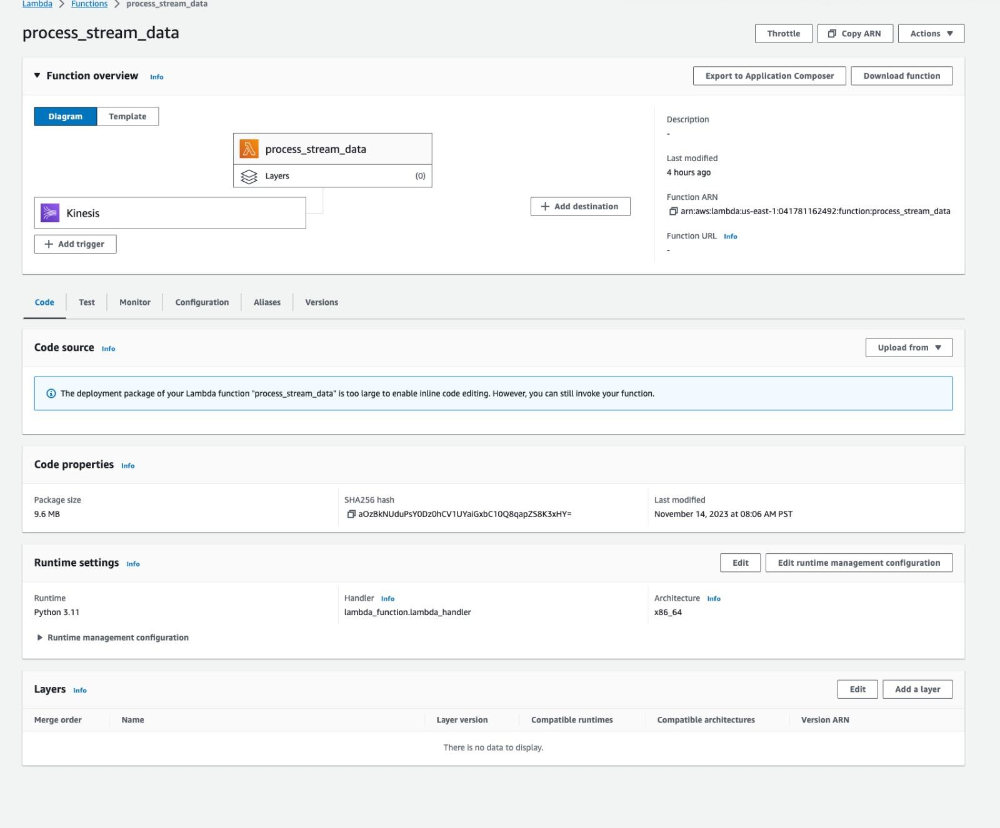 Lambda > Functions > process_stream_data
process_stream_data
Throttle Copy ARN Actions
Function overview Info
Export to Application Composer Download function
Diagram Template
process_stream_data
Layers (0)
Kinesis
Add trigger
Add destination
Description
-
Last modified
4 hours ago
Function ARN
arn:aws:lambda:us-east-1:041781162492:function:process_stream_data
Function URL Info
-
Code Test Monitor Configuration Aliases Versions
Code source Info
Upload from
The deployment package of your Lambda function "process_stream_data" is too large to enable inline code editing. However, you can still invoke your function.
Code properties Info
Package size SHA256 hash Last modified
9.6 MB aOzBkNUduPsY0Dz0hCV1UYaiGxbC10Q8qapZS8K3xHY= November 14, 2023 at 08:06 AM PST
Runtime settings Info
Edit Edit runtime management configuration
Runtime Handler Info Architecture Info
Python 3.11 lambda_function.lambda_handler x86_64
Runtime management configuration
Layers Info
Edit Add a layer
Merge order Name Layer version Compatible runtimes Compatible architectures Version ARN
There is no data to display.